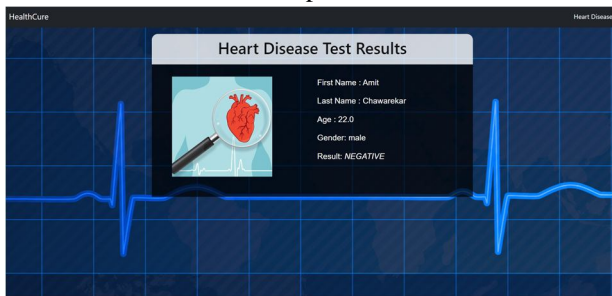 HealthCure
Heart Disease
Heart Disease Test Results
First Name : Amit
Last Name : Chawarekar
Age : 22.0
Gender: male
Result: NEGATIVE